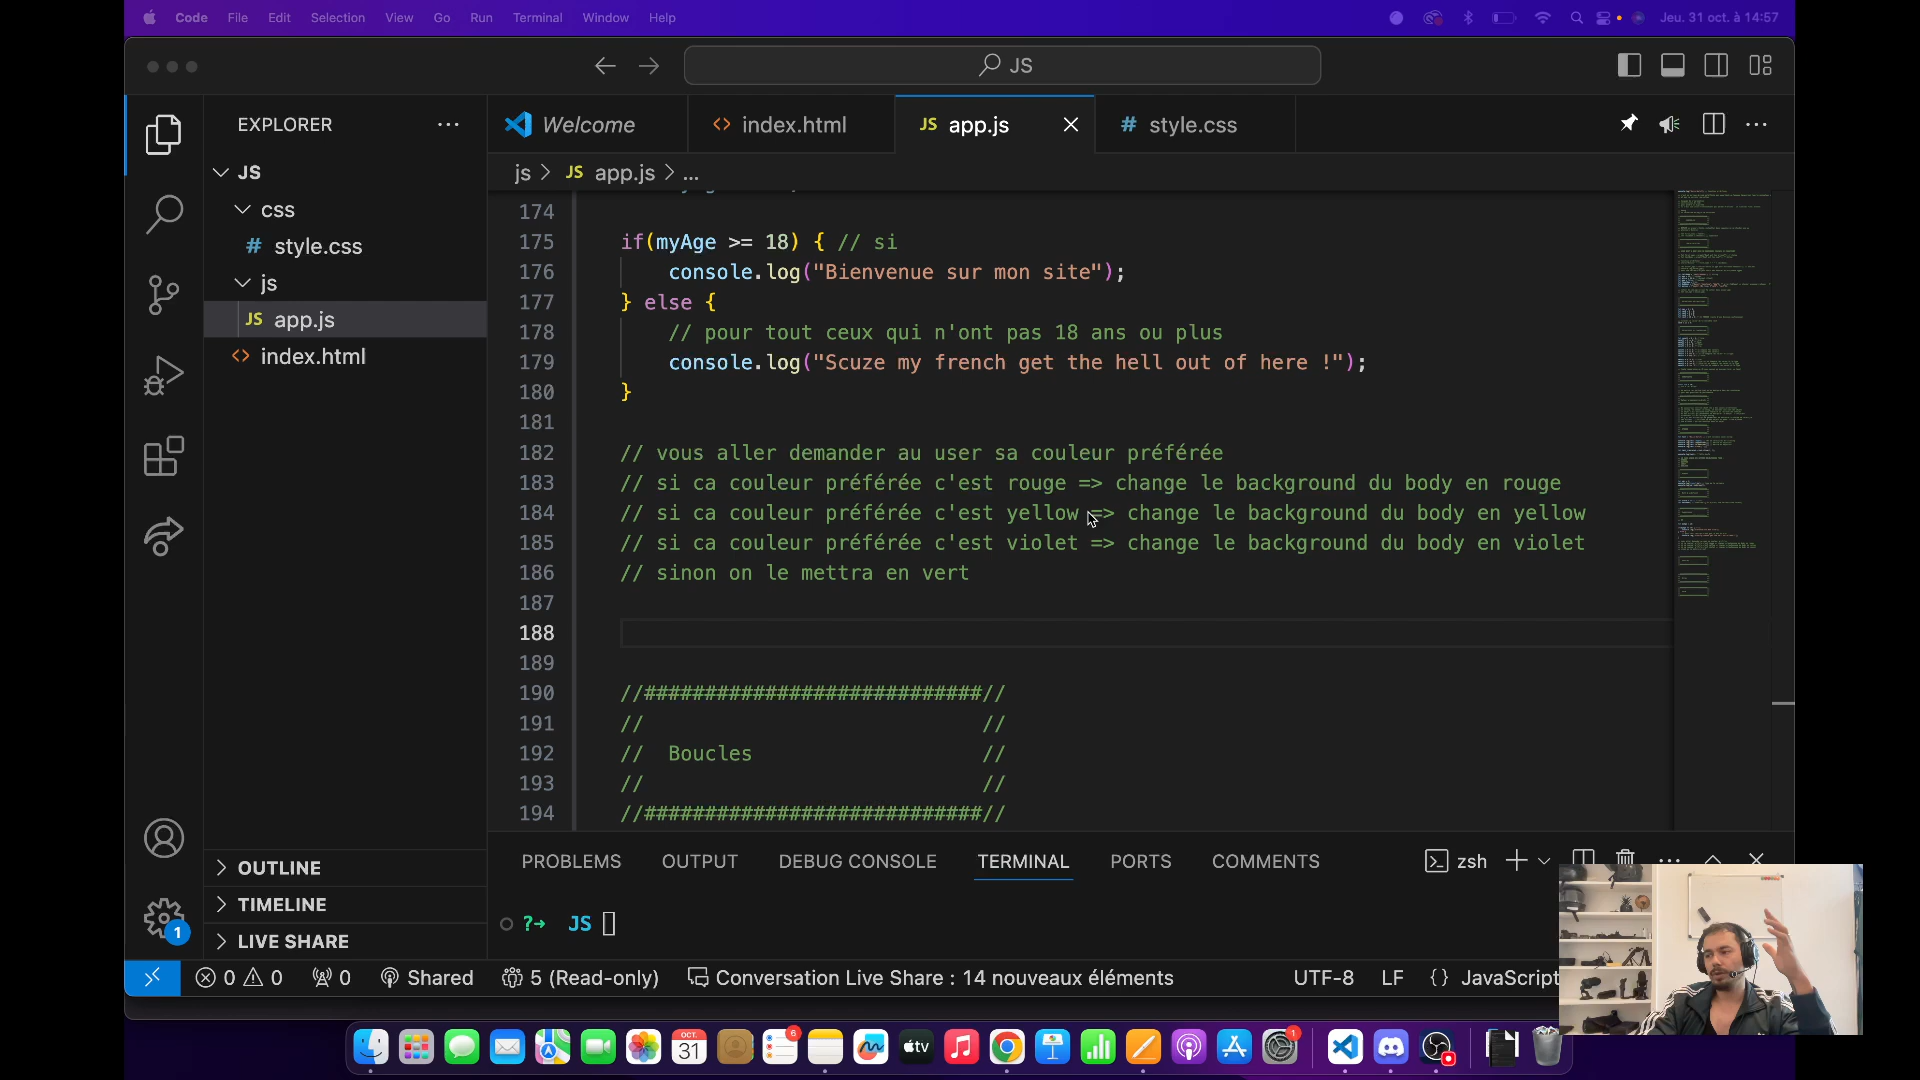 Code File Edit Selection View Go Run Terminal Window Help Jeu. 31 oct. à 14:57
JS
EXPLORER
Welcome
index.html
JS app.js
# style.css
JS
css
# style.css
js
JS app.js
index.html
js > JS app.js > ...
174
175 if(myAge >= 18) { // si
176 console.log("Bienvenue sur mon site");
177 } else {
178 // pour tout ceux qui n'ont pas 18 ans ou plus
179 console.log("Scuze my french get the hell out of here !");
180 }
181
182 // vous aller demander au user sa couleur préférée
183 // si ca couleur préférée c'est rouge => change le background du body en rouge
184 // si ca couleur préférée c'est yellow => change le background du body en yellow
185 // si ca couleur préférée c'est violet => change le background du body en violet
186 // sinon on le mettra en vert
187
188
189
190 //############################//
191 // //
192 // Boucles //
193 // //
194 //############################//
OUTLINE
TIMELINE
LIVE SHARE
PROBLEMS OUTPUT DEBUG CONSOLE TERMINAL PORTS COMMENTS zsh
?→ JS
1
0 0 0 Shared 5 (Read-only) Conversation Live Share : 14 nouveaux éléments UTF-8 LF {} JavaScript
OCT.
31
6
tv
1